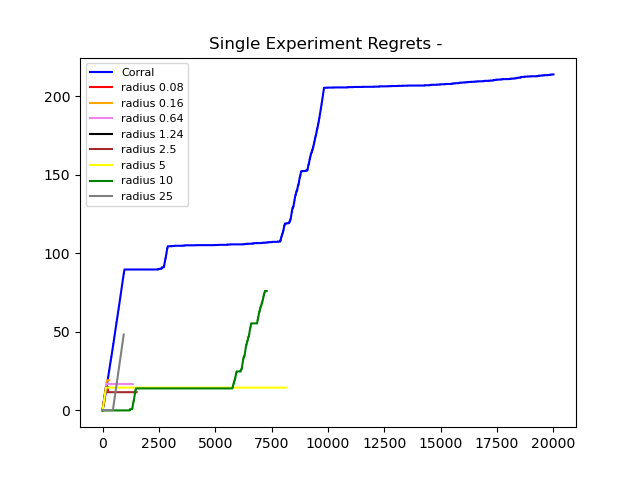 Single Experiment Regrets -
Corral
radius 0.08
radius 0.16
radius 0.64
radius 1.24
radius 2.5
radius 5
radius 10
radius 25
200
150
100
50
0
0 2500 5000 7500 10000 12500 15000 17500 20000